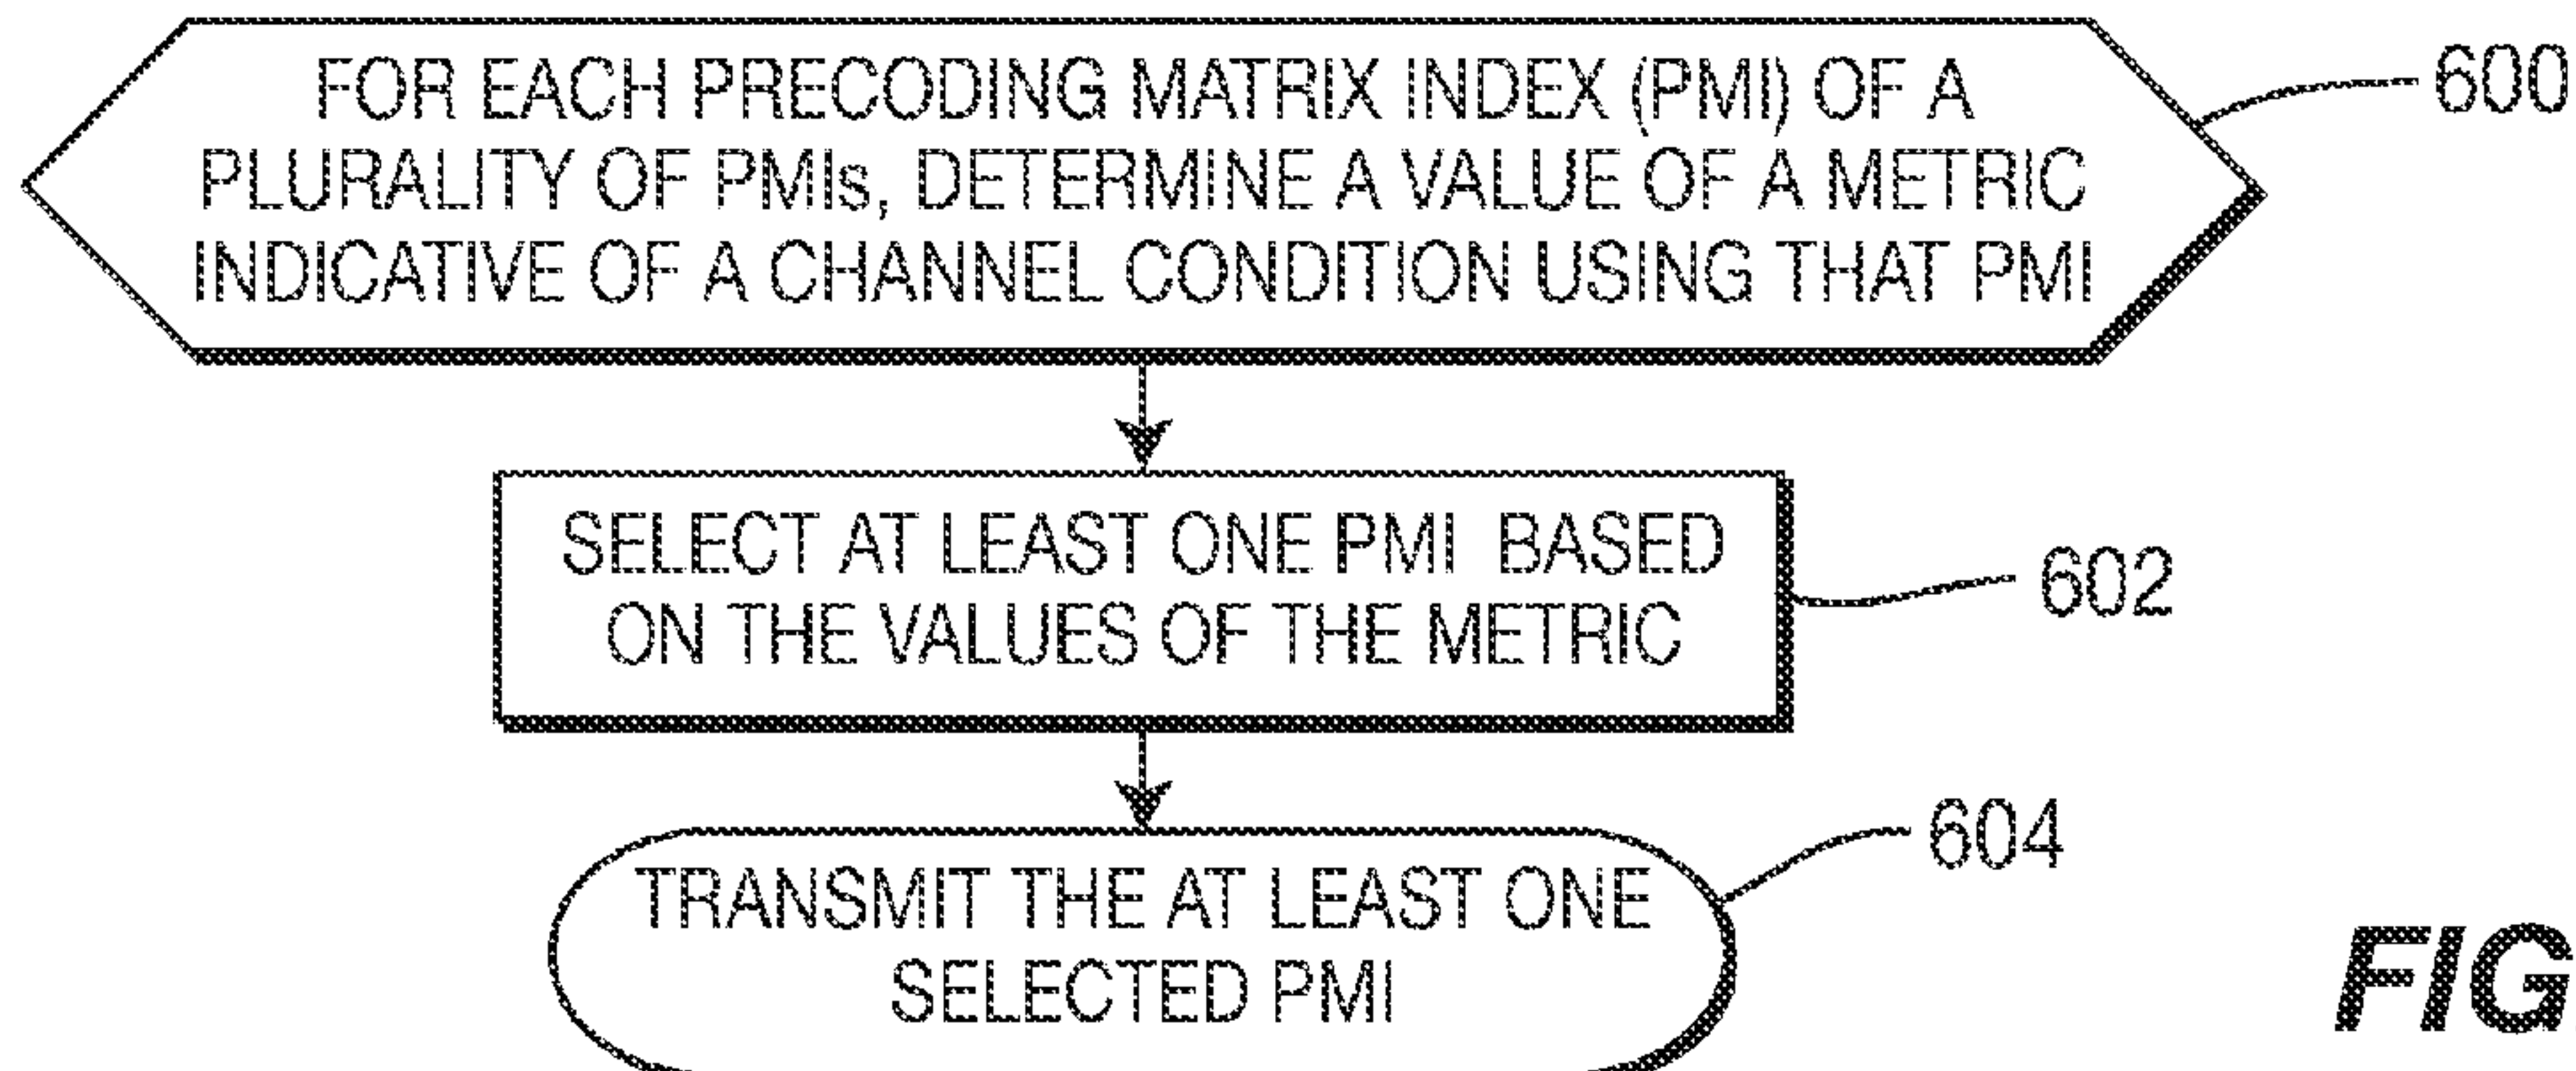 FOR EACH PRECODING MATRIX INDEX (PMI) OF A
PLURALITY OF PMIs, DETERMINE A VALUE OF A METRIC
INDICATIVE OF A CHANNEL CONDITION USING THAT PMI
600
SELECT AT LEAST ONE PMI BASED
ON THE VALUES OF THE METRIC
602
TRANSMIT THE AT LEAST ONE
SELECTED PMI
604
FIG.